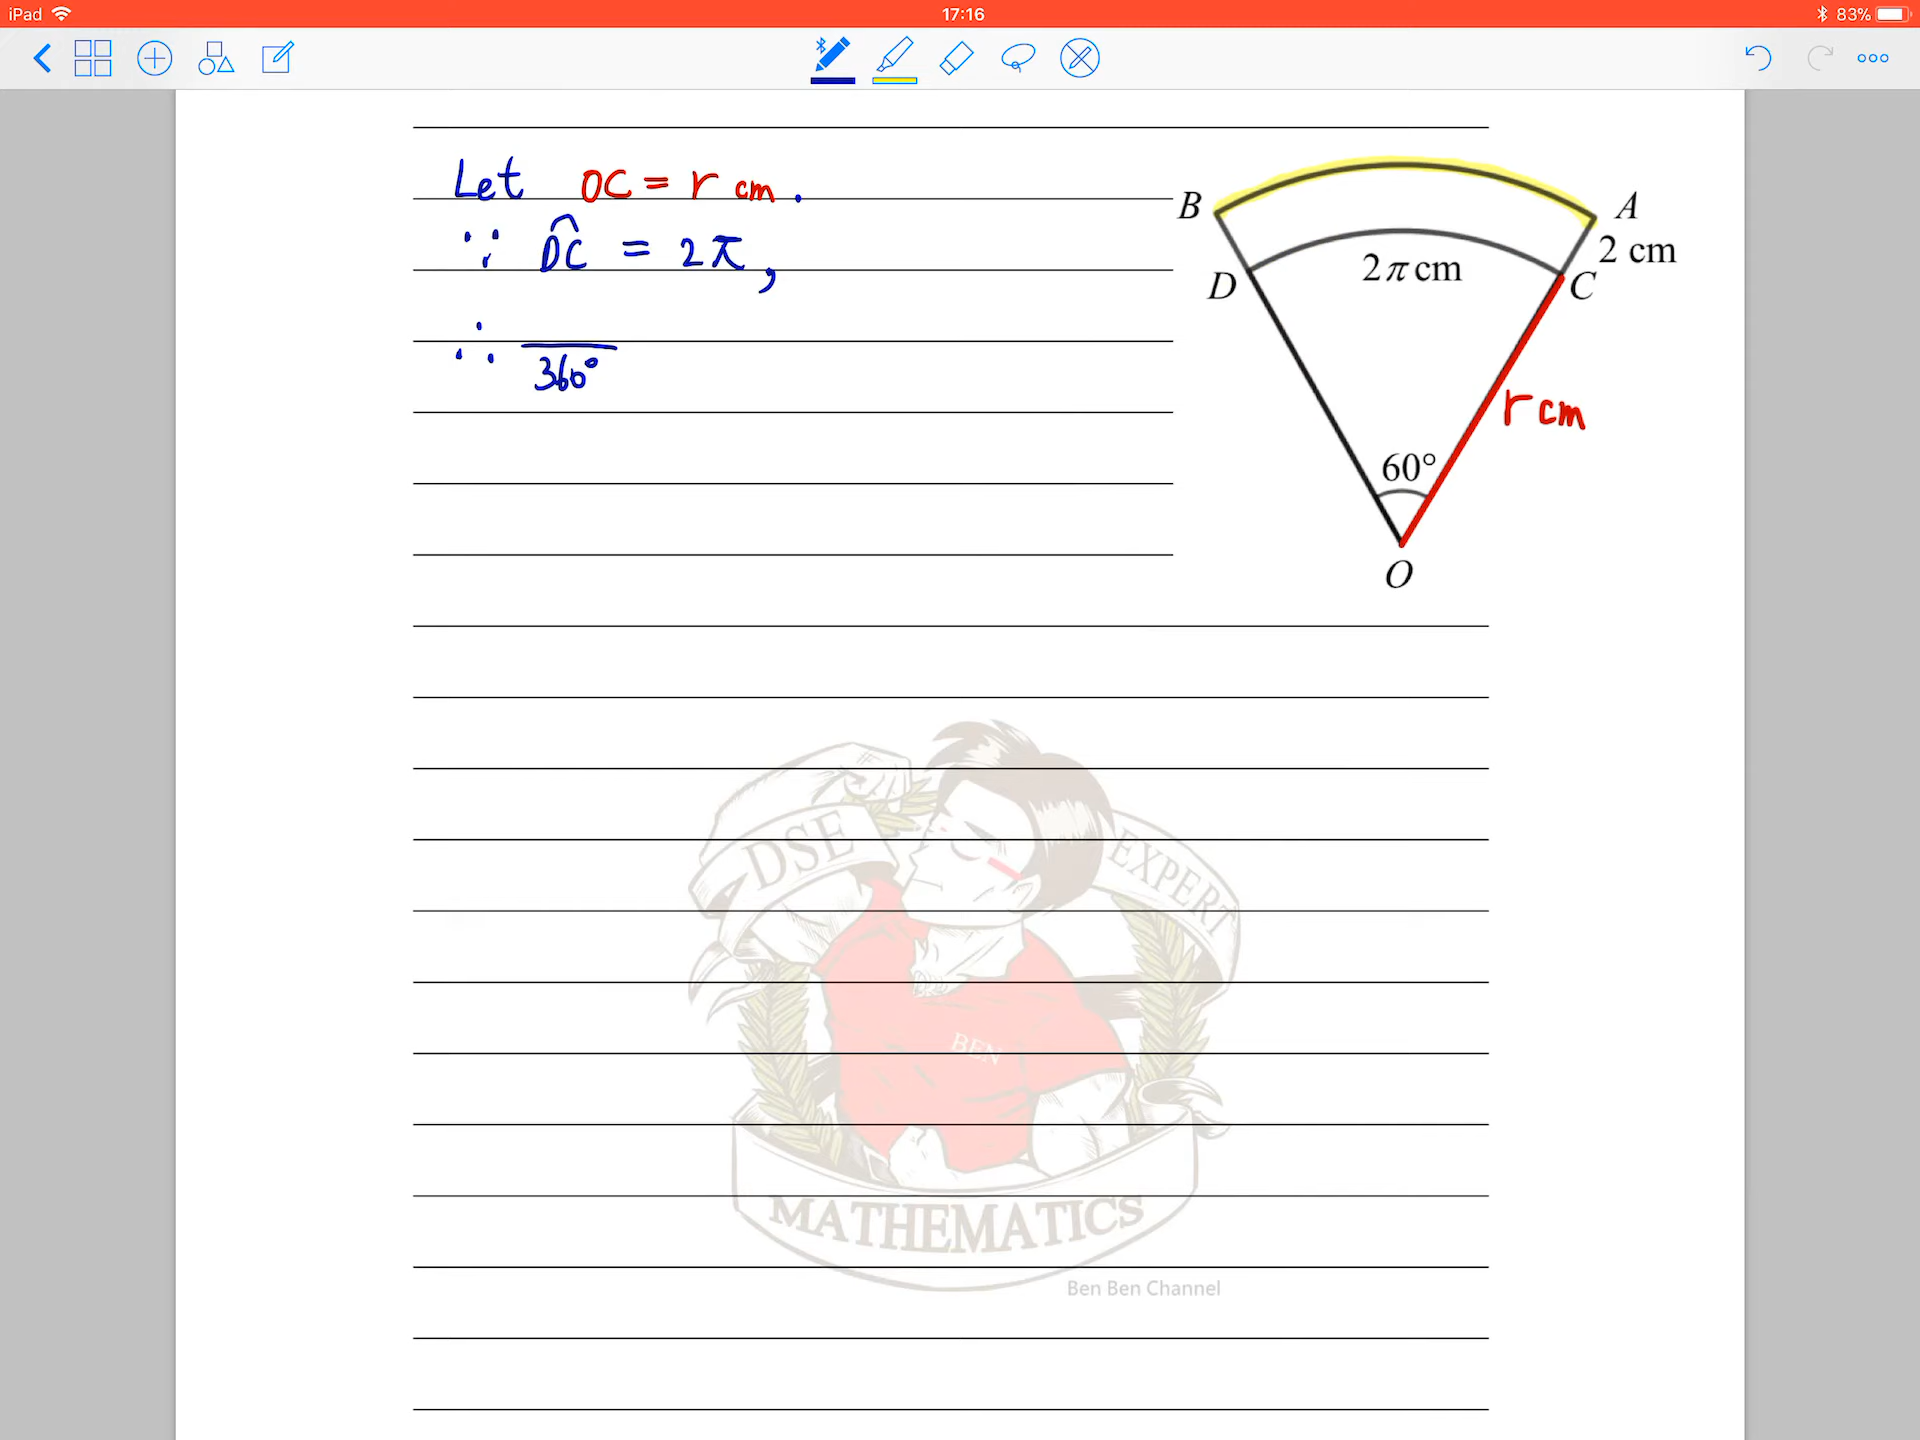 iPad 17:16 83%
Let OC = r cm .
∵ D͡C = 2π ,
∴ ─── 360°
B A
2 cm
D 2π cm C
r cm
60°
O
DSE EXPERT
BEN
MATHEMATICS
Ben Ben Channel